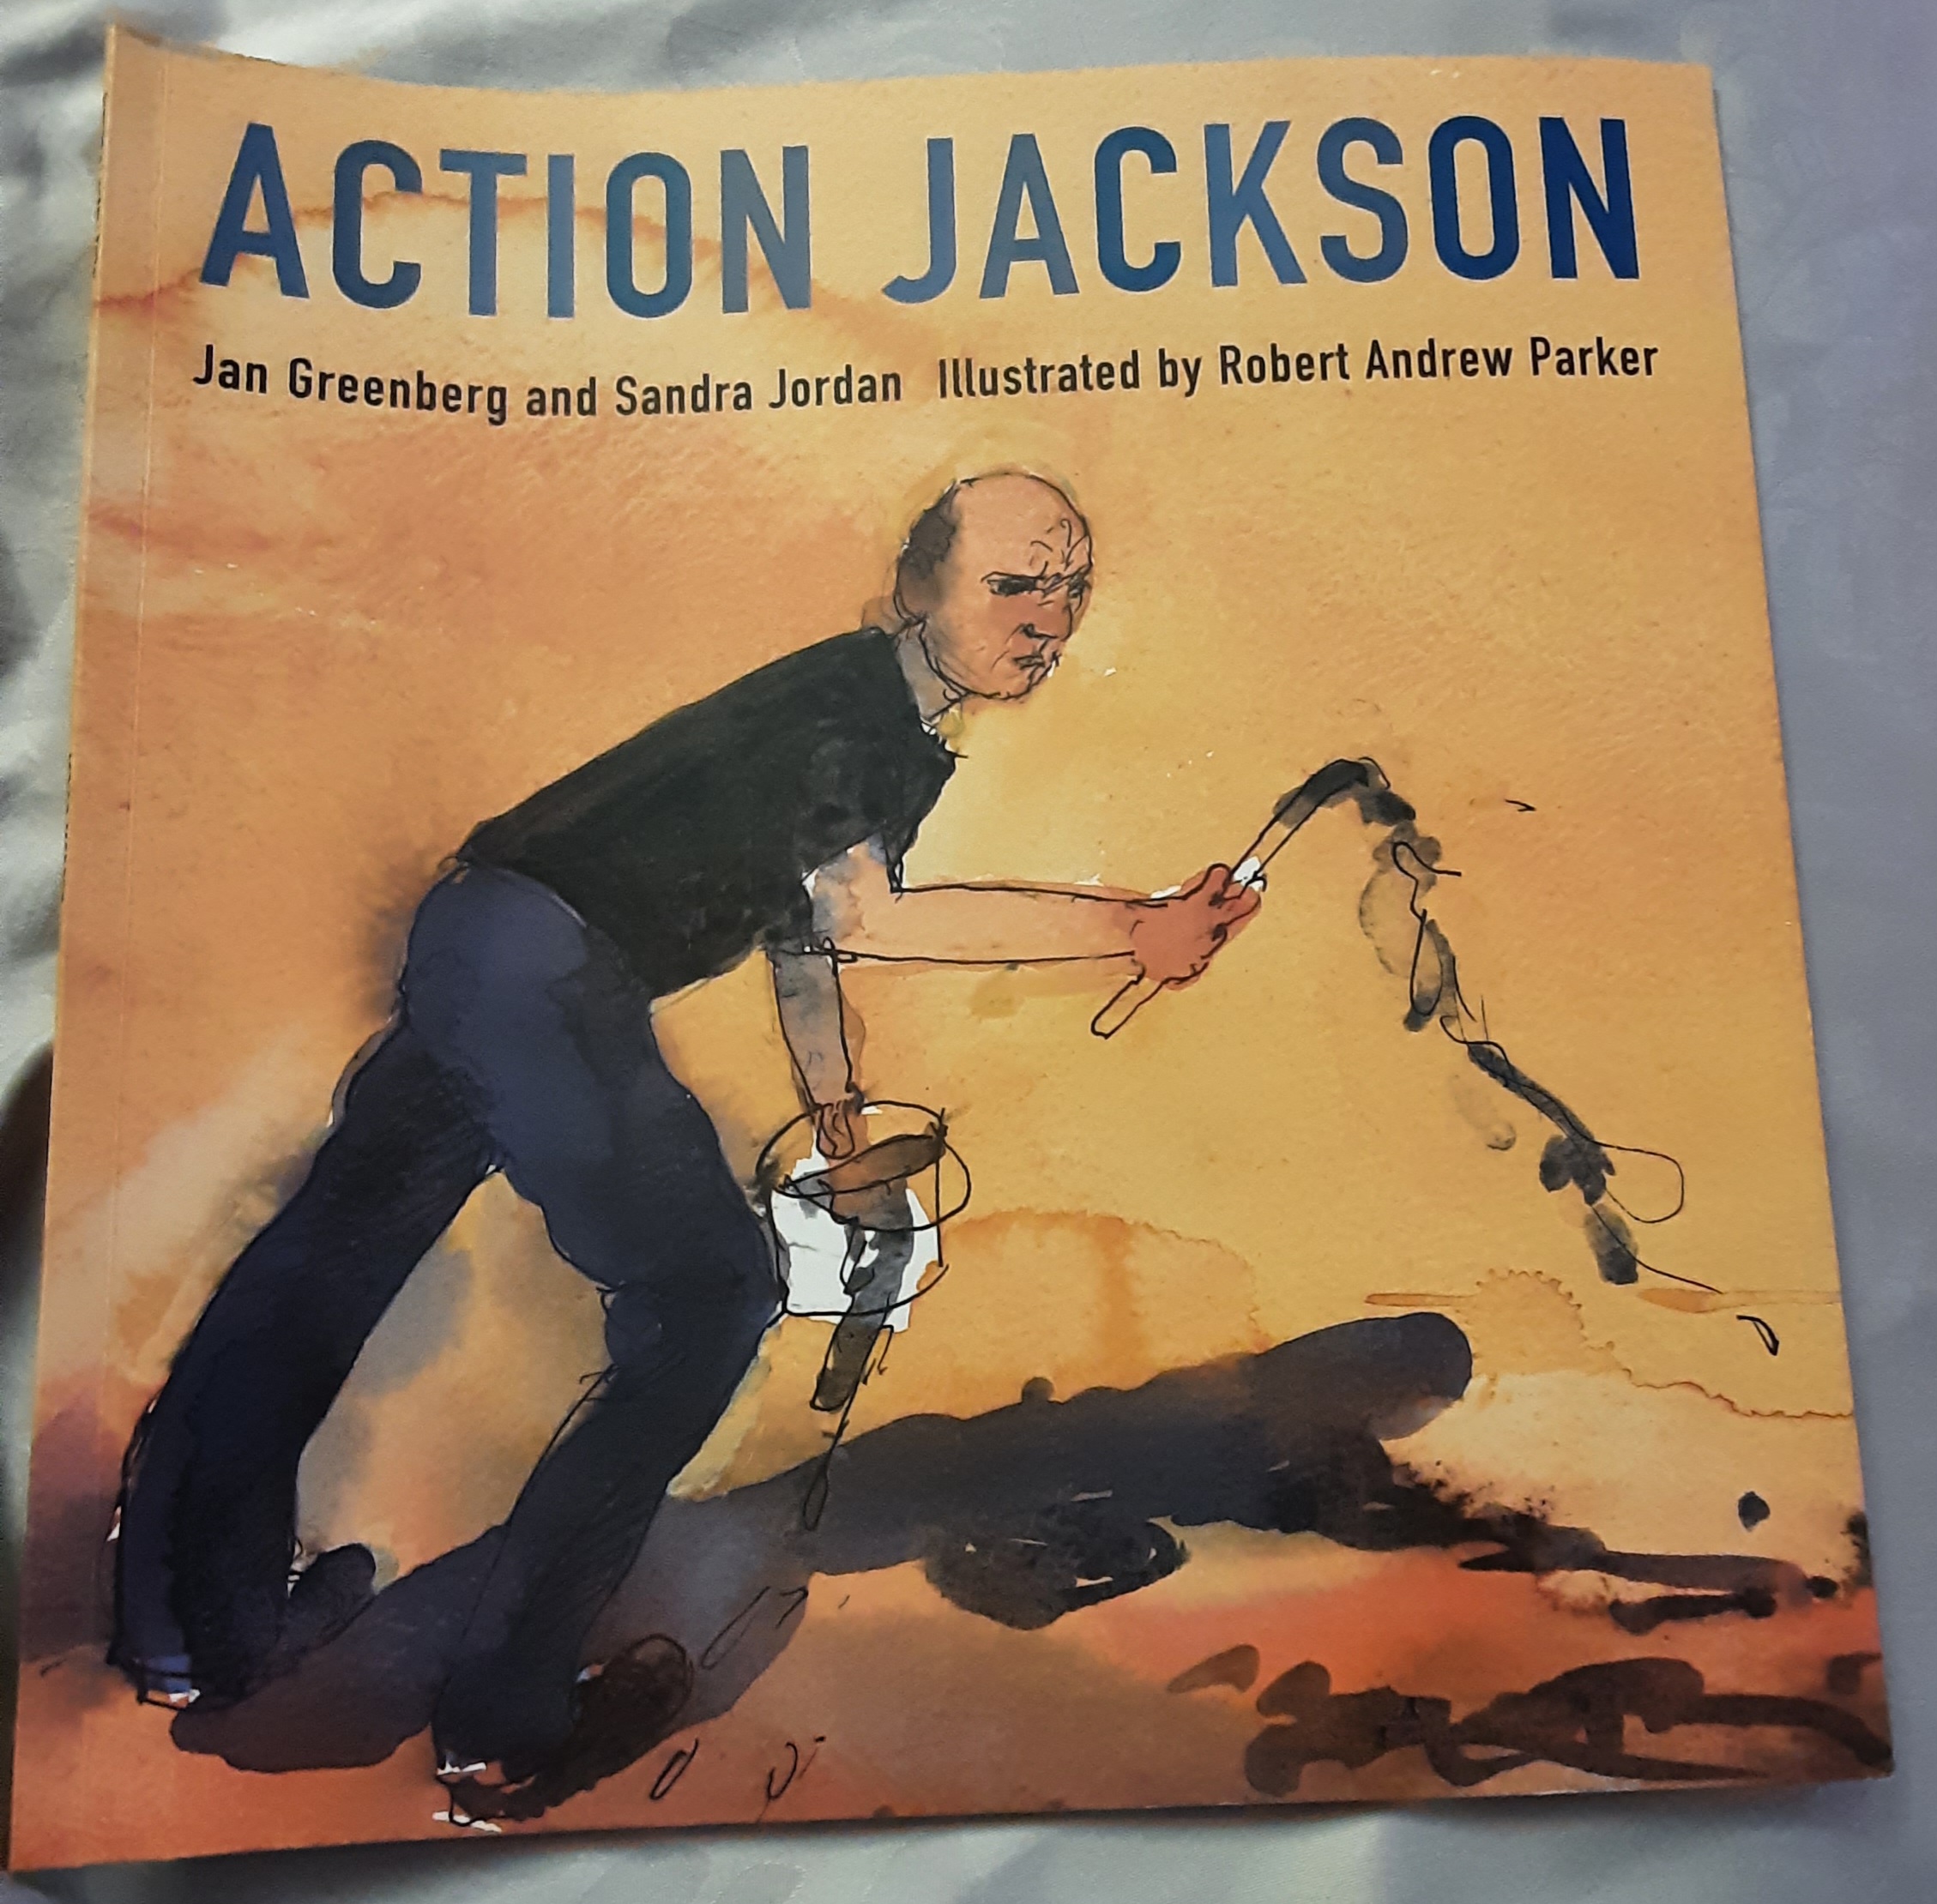 ACTION JACKSON
Jan Greenberg and Sandra Jordan Illustrated by Robert Andrew Parker